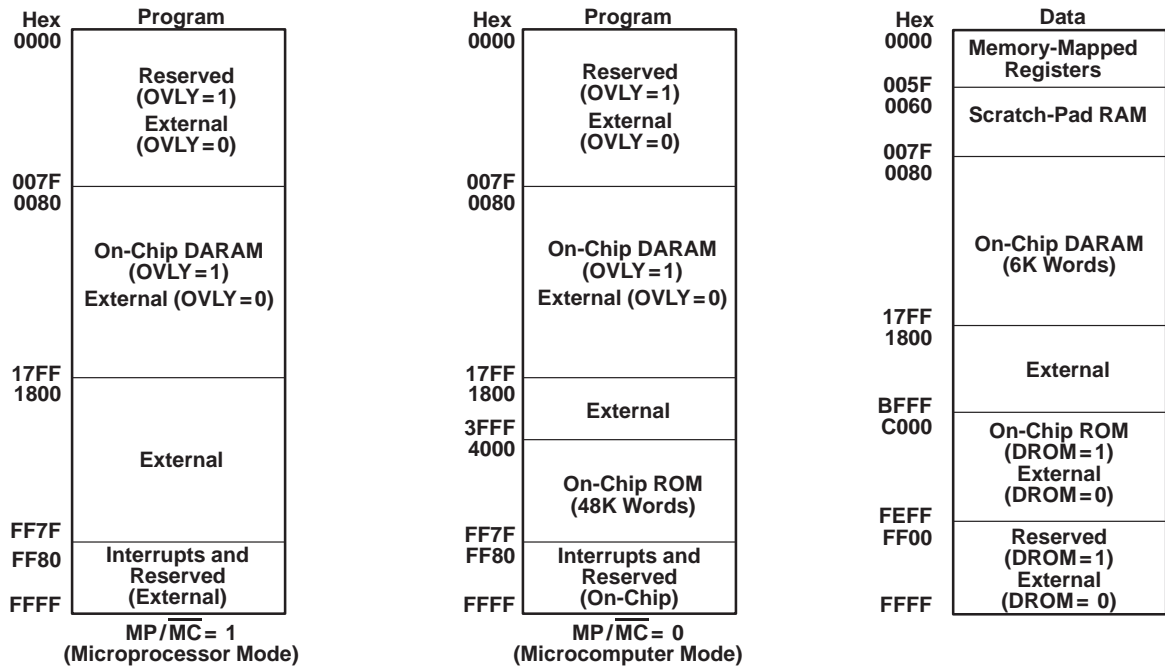 Hex Program
0000
Reserved
(OVLY=1)
External
(OVLY=0)
007F
0080
On-Chip DARAM
(OVLY=1)
External (OVLY=0)
17FF
1800
External
FF7F
FF80
Interrupts and
Reserved
(External)
FFFF
MP/MC = 1
(Microprocessor Mode)
Hex Program
0000
Reserved
(OVLY=1)
External
(OVLY=0)
007F
0080
On-Chip DARAM
(OVLY=1)
External (OVLY=0)
17FF
1800
External
3FFF
4000
On-Chip ROM
(48K Words)
FF7F
FF80
Interrupts and
Reserved
(On-Chip)
FFFF
MP/MC = 0
(Microcomputer Mode)
Hex Data
0000
Memory-Mapped
Registers
005F
0060
Scratch-Pad RAM
007F
0080
On-Chip DARAM
(6K Words)
17FF
1800
External
BFFF
C000
On-Chip ROM
(DROM=1)
External
(DROM=0)
FEFF
FF00
Reserved
(DROM=1)
External
(DROM= 0)
FFFF